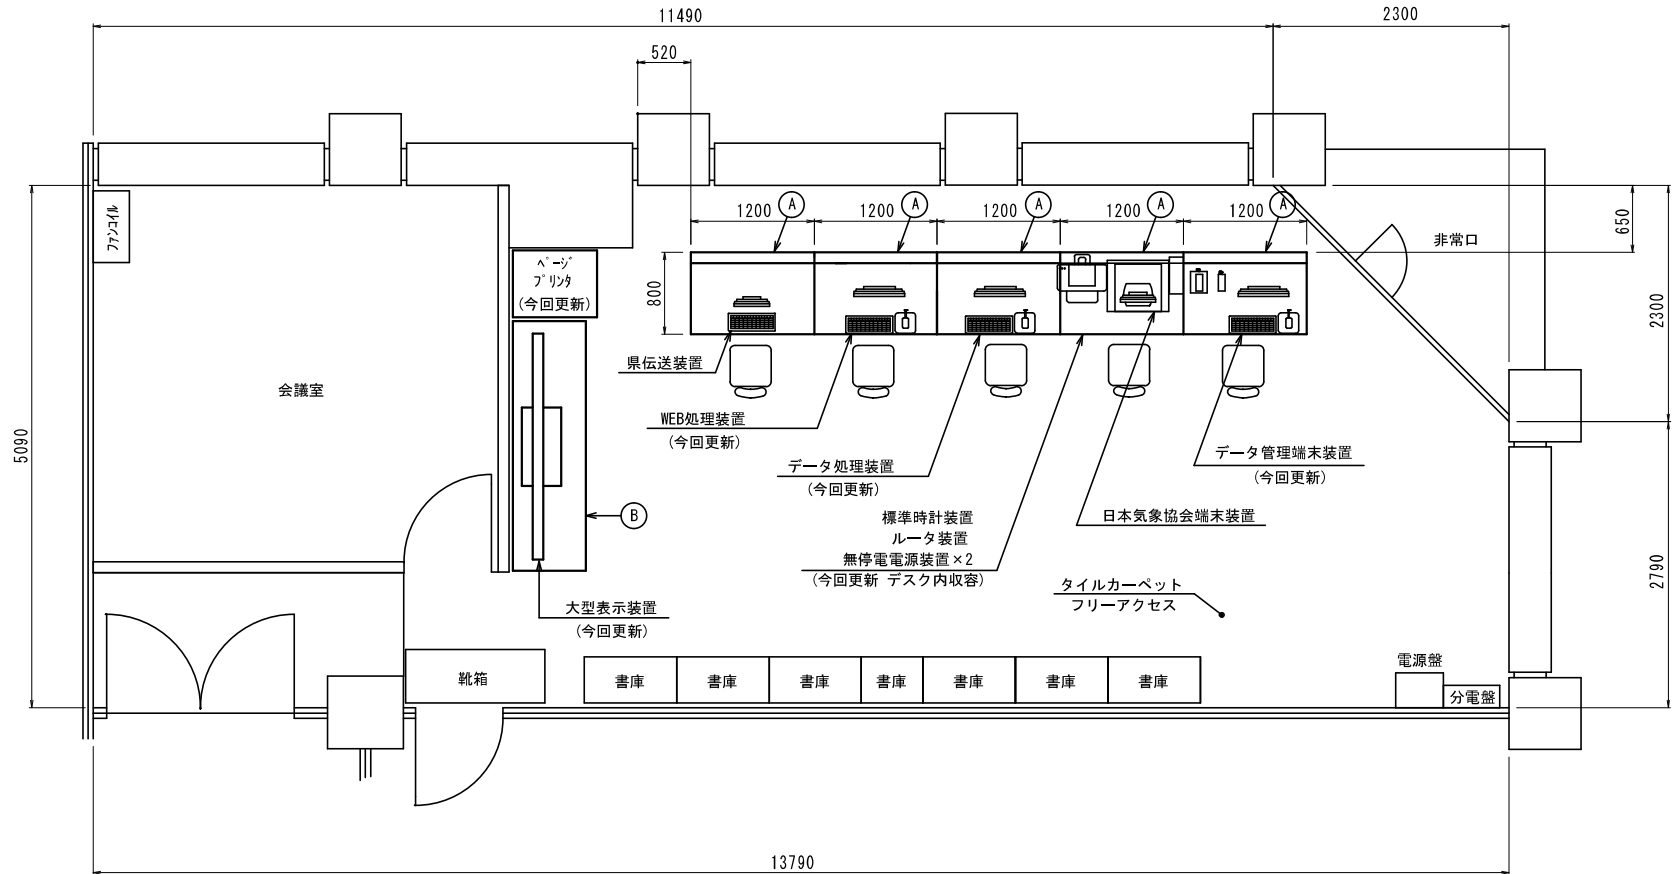 11490
2300
520
1200
A
1200
A
1200
A
1200
A
1200
A
650
非常口
ファンコイル
ページ
プリンタ
(今回更新)
800
2300
県伝送装置
会議室
WEB処理装置
(今回更新)
5090
データ処理装置
(今回更新)
データ管理端末装置
(今回更新)
B
標準時計装置
ルータ装置
無停電電源装置×2
(今回更新 デスク内収容)
日本気象協会端末装置
2790
タイルカーペット
フリーアクセス
大型表示装置
(今回更新)
靴箱
書庫
書庫
書庫
書庫
書庫
書庫
書庫
電源盤
分電盤
13790